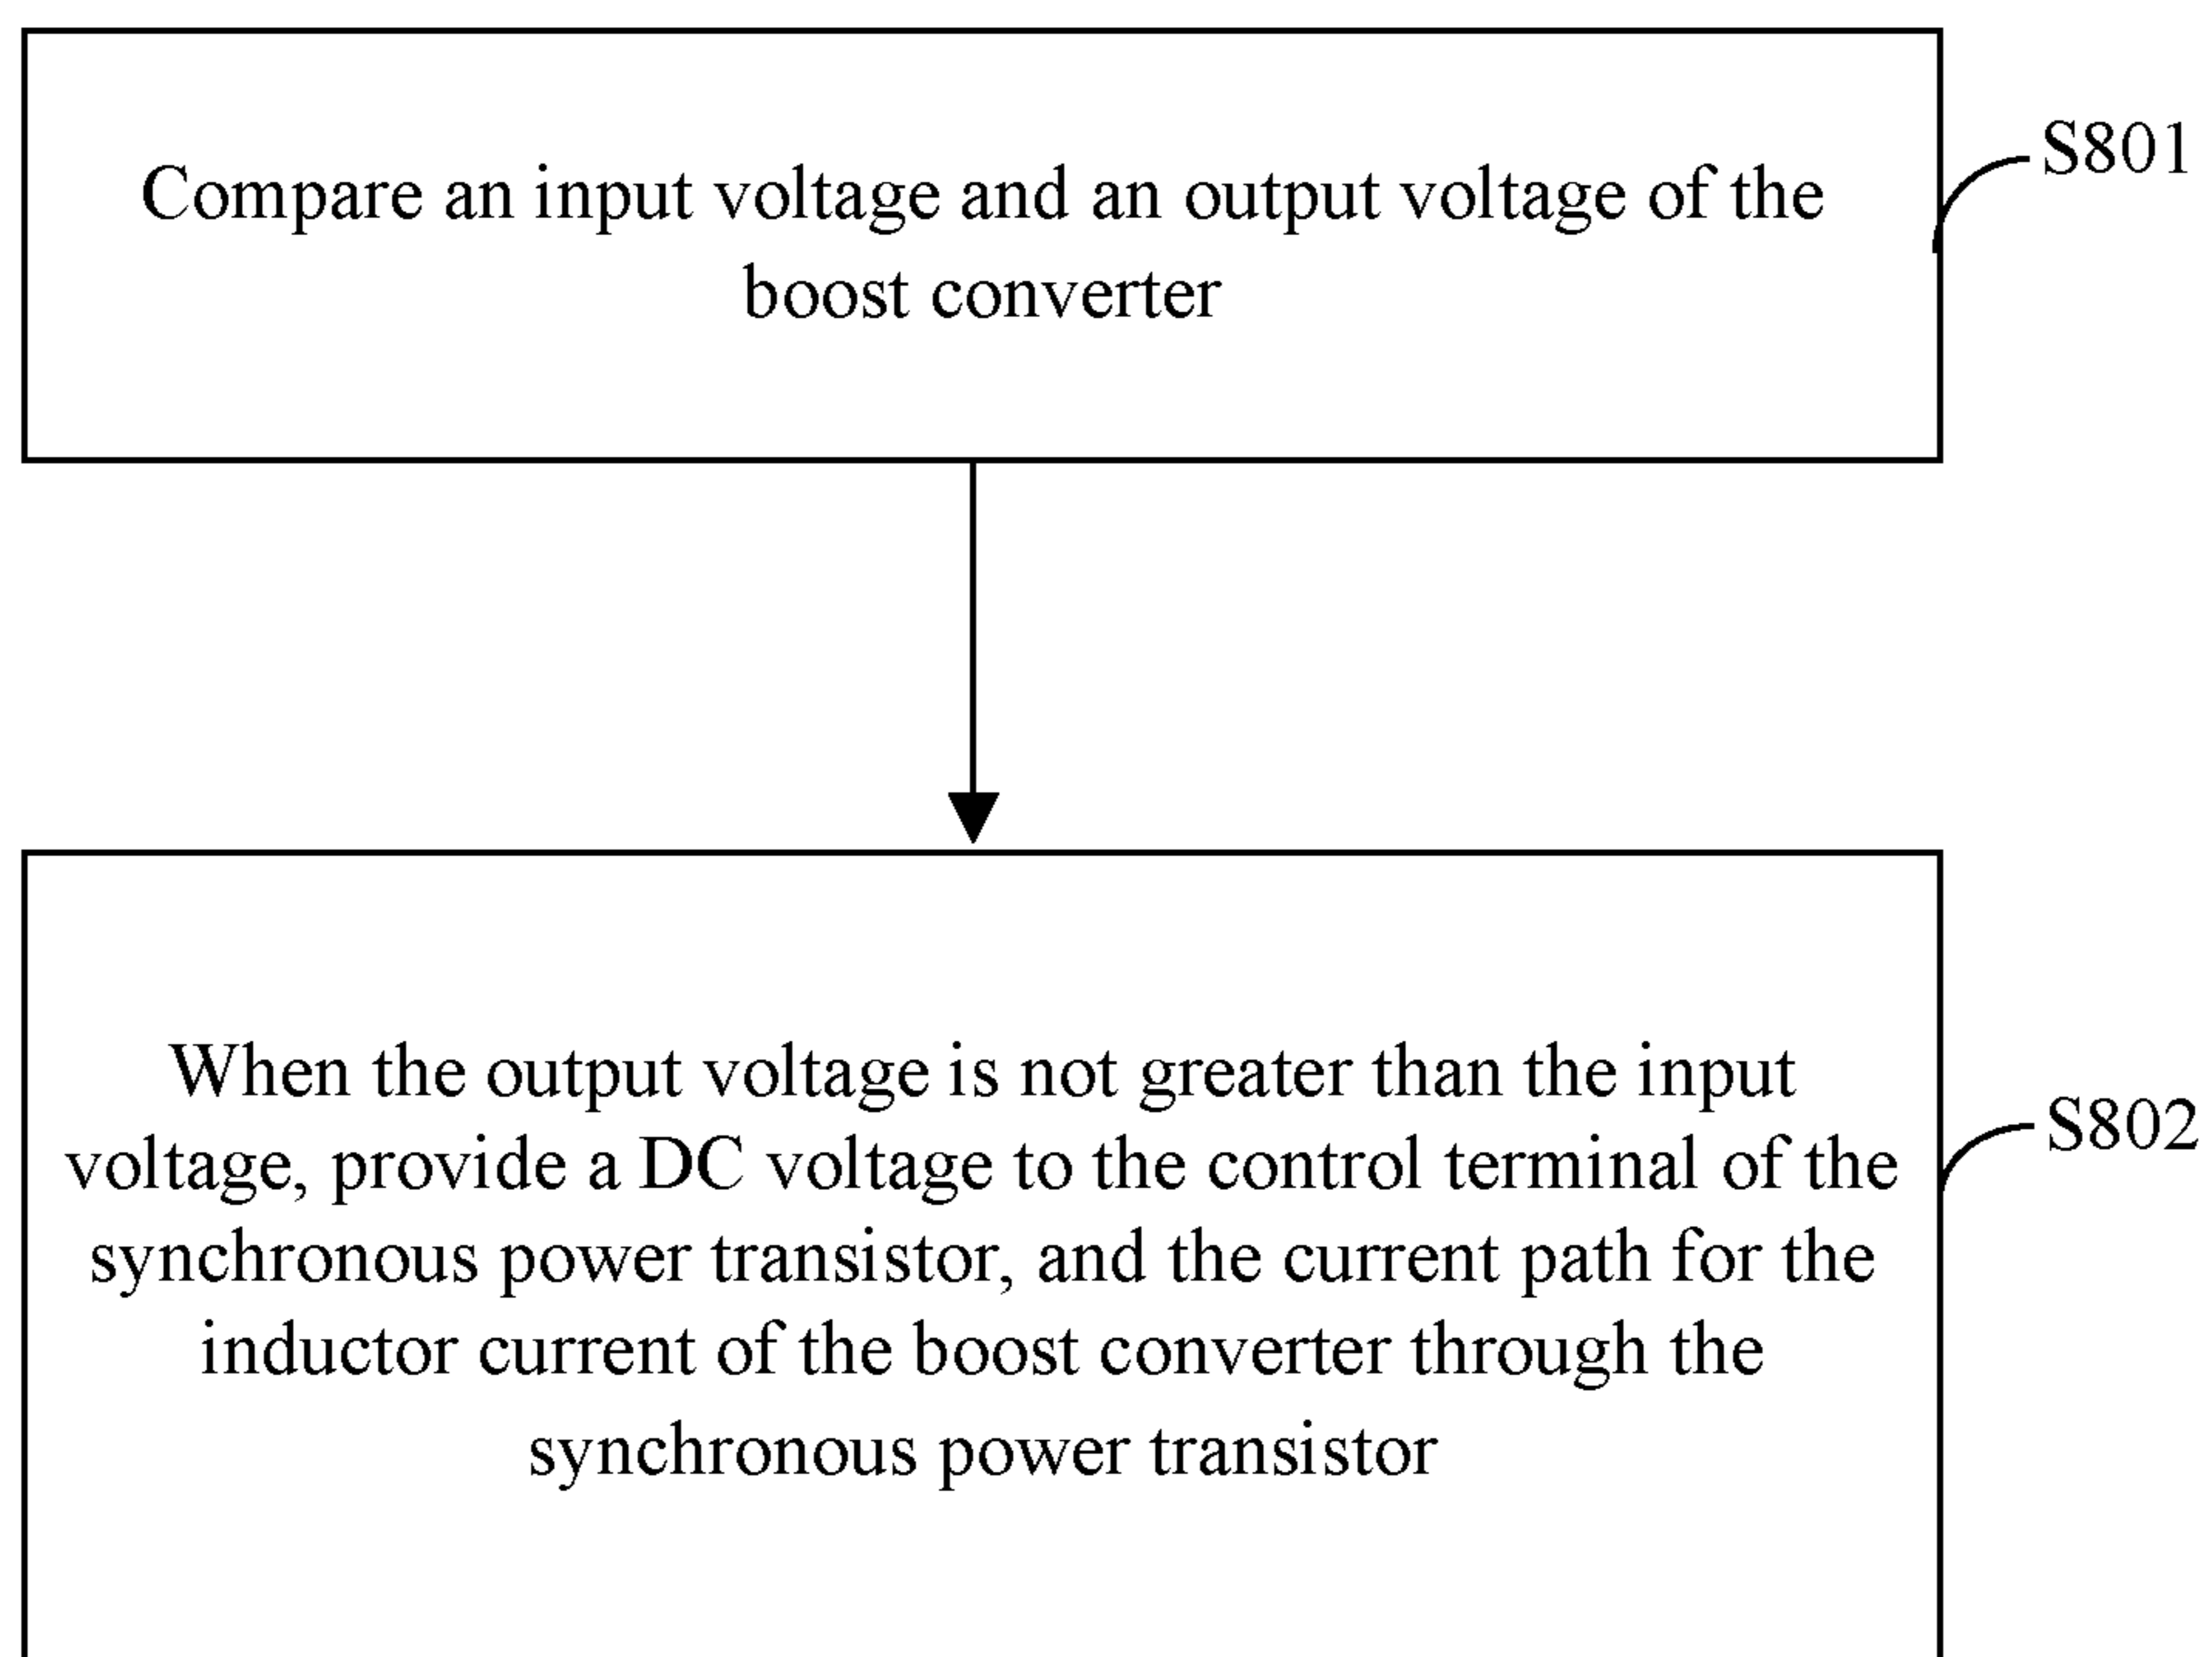 Compare an input voltage and an output voltage of the
boost converter
S801
When the output voltage is not greater than the input
voltage, provide a DC voltage to the control terminal of the
synchronous power transistor, and the current path for the
inductor current of the boost converter through the
synchronous power transistor
S802